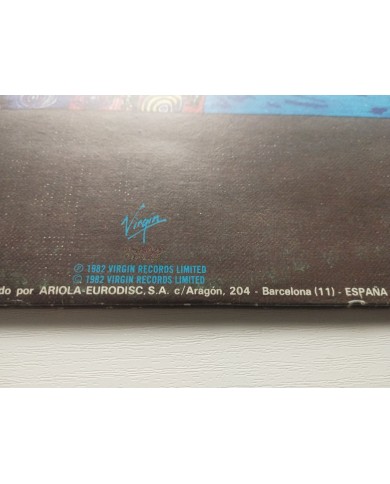 Virgin
℗ 1982 VIRGIN RECORDS LIMITED
© 1982 VIRGIN RECORDS LIMITED
do por ARIOLA-EURODISC, S.A. c/Aragón, 204 · Barcelona (11) - ESPAÑA